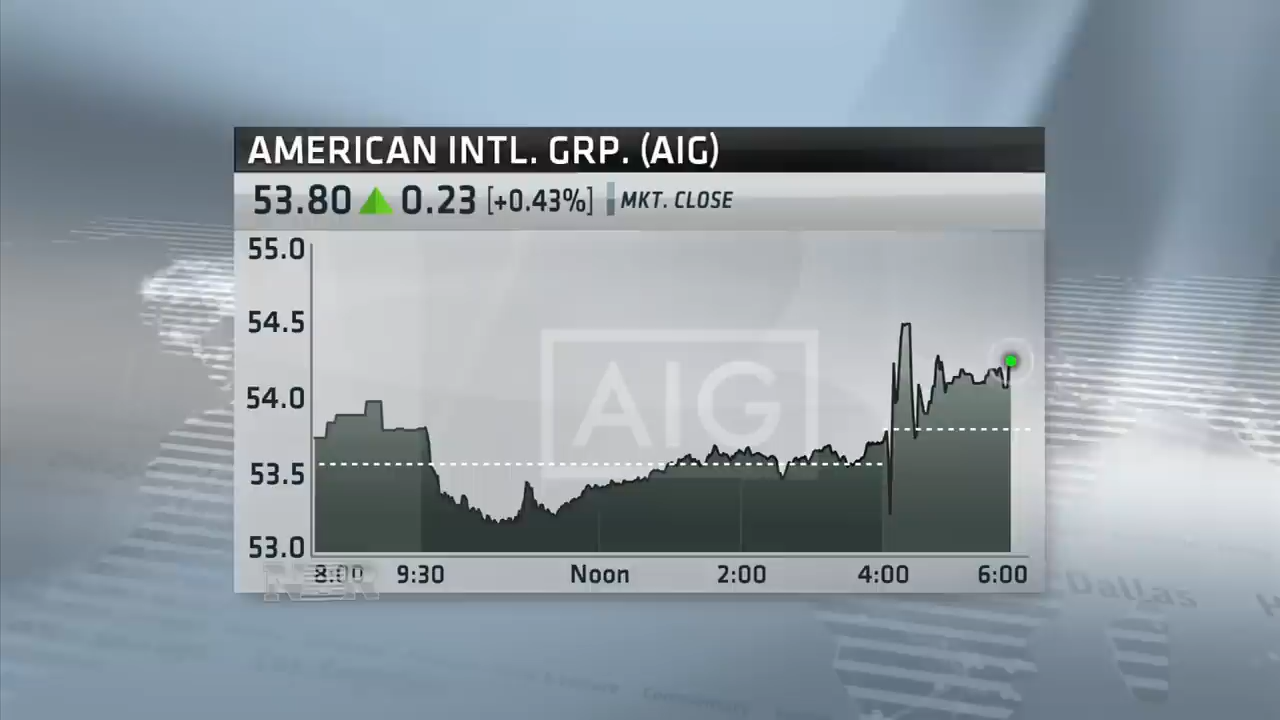 AMERICAN INTL. GRP. (AIG)
53.80 0.23 [+0.43%] MKT. CLOSE
55.0
54.5
54.0
53.5
53.0
AIG
8:00 9:30 Noon 2:00 4:00 6:00
NBR
Dallas